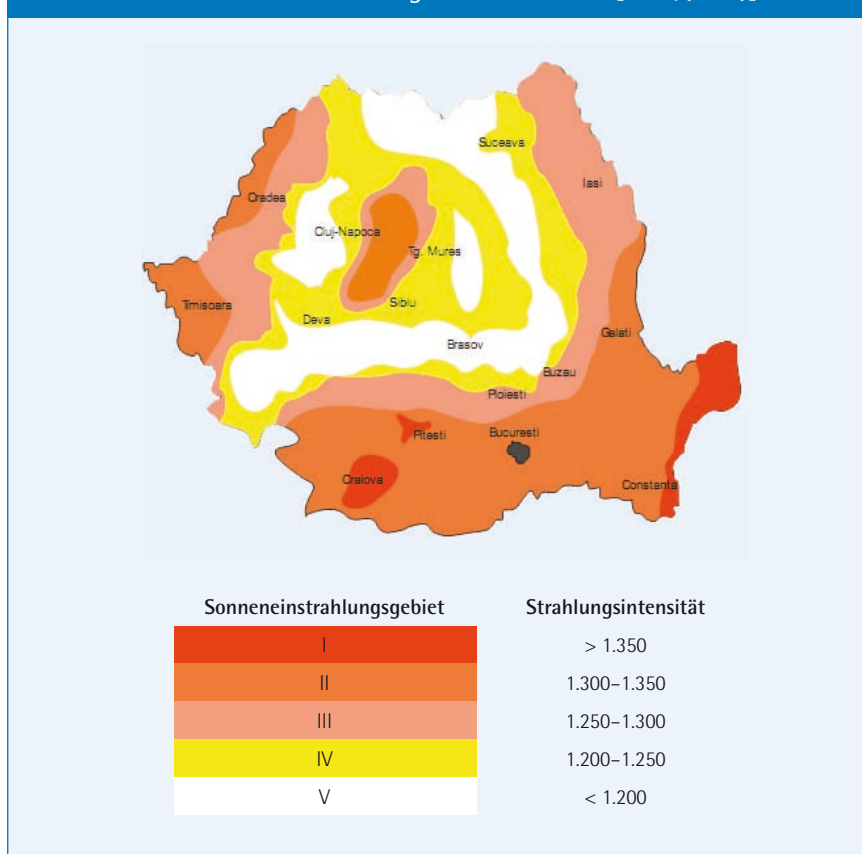 Suceava
Iasi
Oradea
Cluj-Napoca
Tg. Mures
Timisoara
Sibiu
Deva
Galati
Brasov
Buzau
Ploiesti
Pitesti
Bucuresti
Craiova
Constanta
Sonneneinstrahlungsgebiet Strahlungsintensität
I > 1.350
II 1.300–1.350
III 1.250–1.300
IV 1.200–1.250
V < 1.200